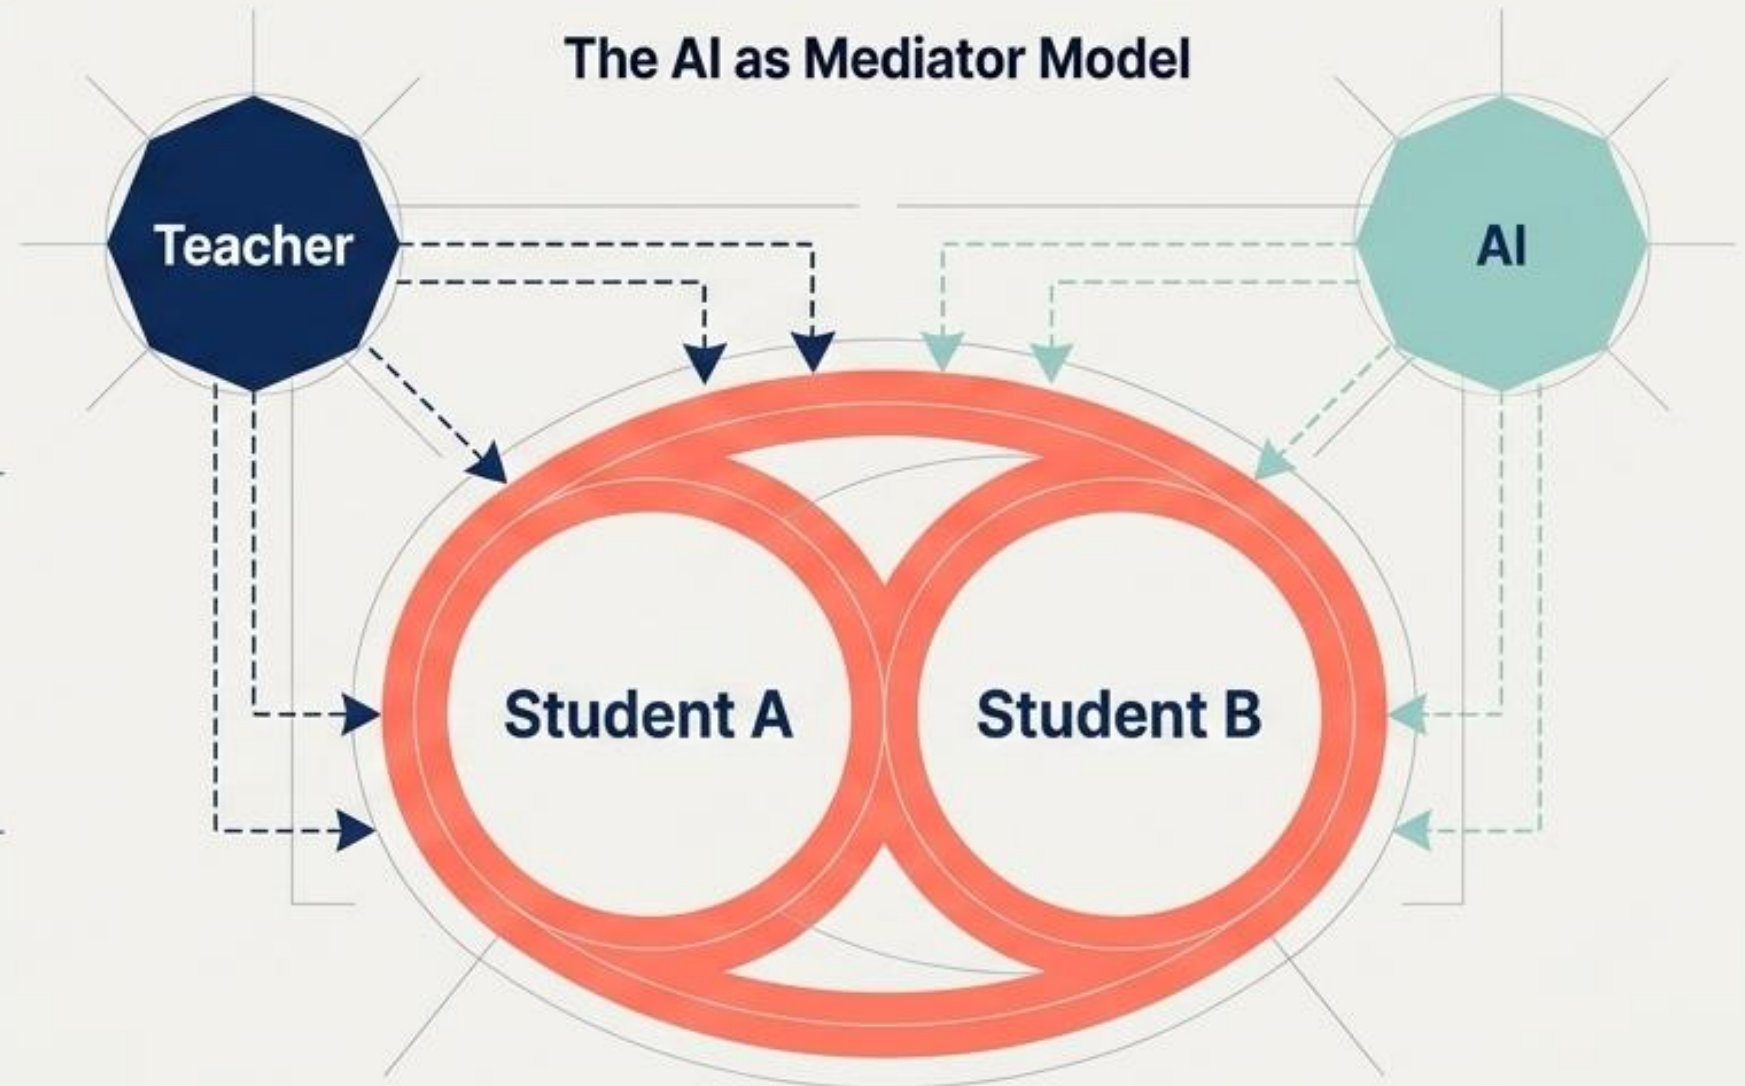 The AI as Mediator Model
Teacher
AI
Student A
Student B